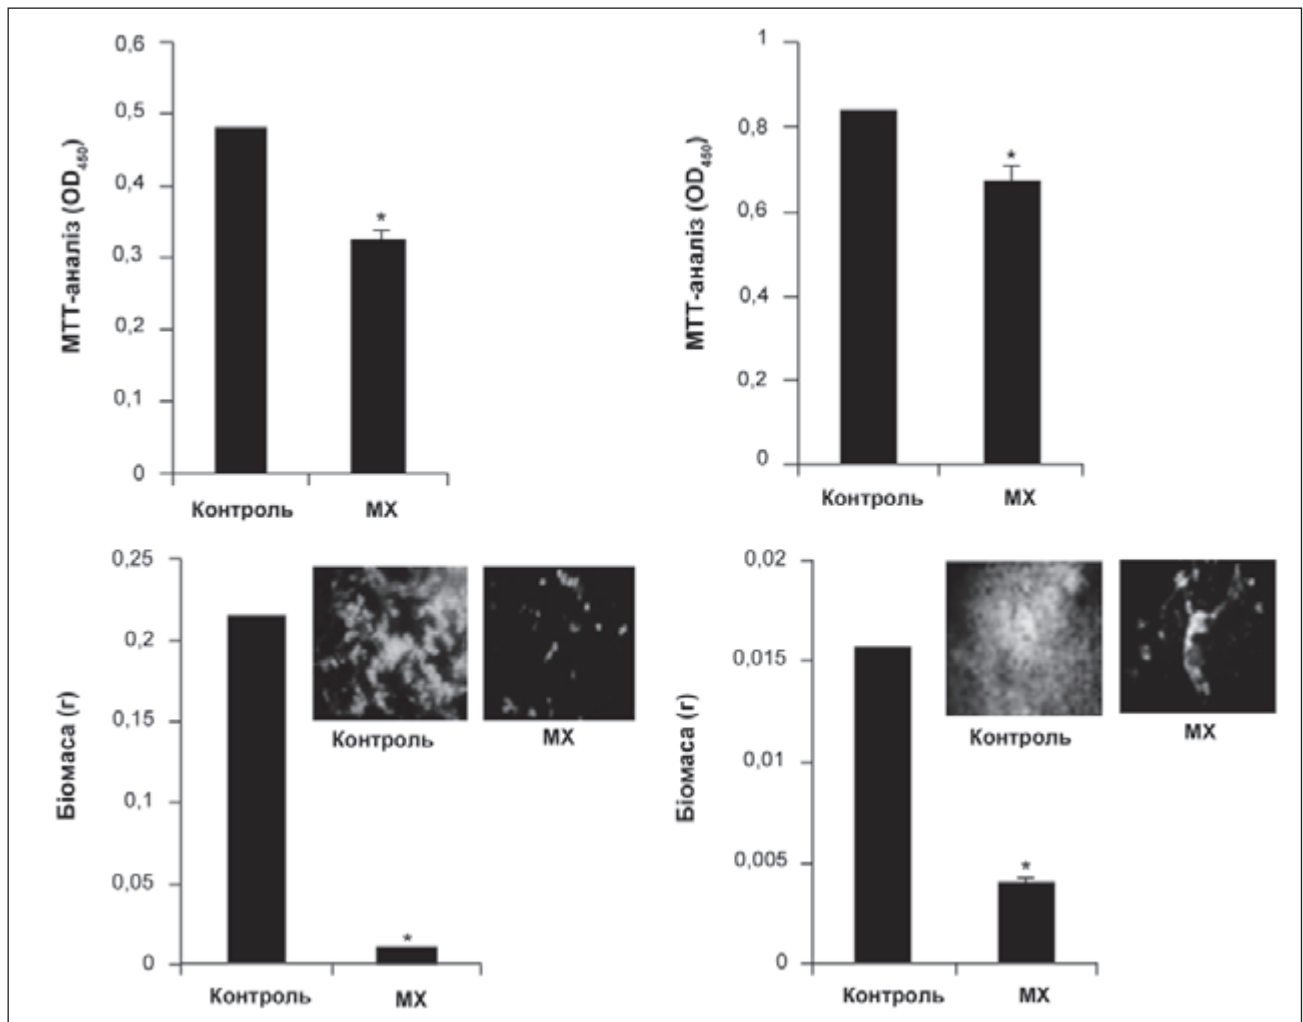 0,6
0,5
0,4
0,3
0,2
0,1
0
МТТ-аналіз (OD450)
*
Контроль
МХ
1
0,8
0,6
0,4
0,2
0
МТТ-аналіз (OD450)
*
Контроль
МХ
0,25
0,2
0,15
0,1
0,05
0
Біомаса (г)
Контроль
МХ
*
Контроль
МХ
0,02
0,015
0,01
0,005
0
Біомаса (г)
Контроль
МХ
*
Контроль
МХ